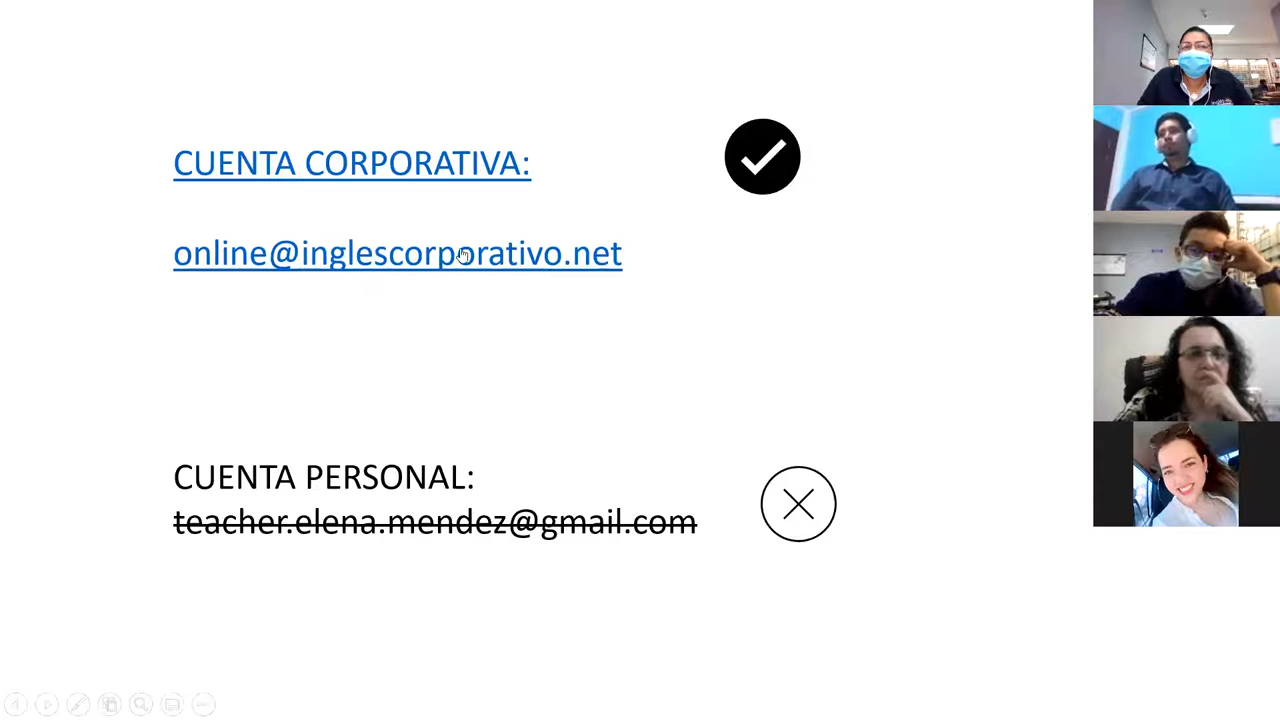 CUENTA CORPORATIVA:
online@inglescorporativo.net
CUENTA PERSONAL:
teacher.elena.mendez@gmail.com